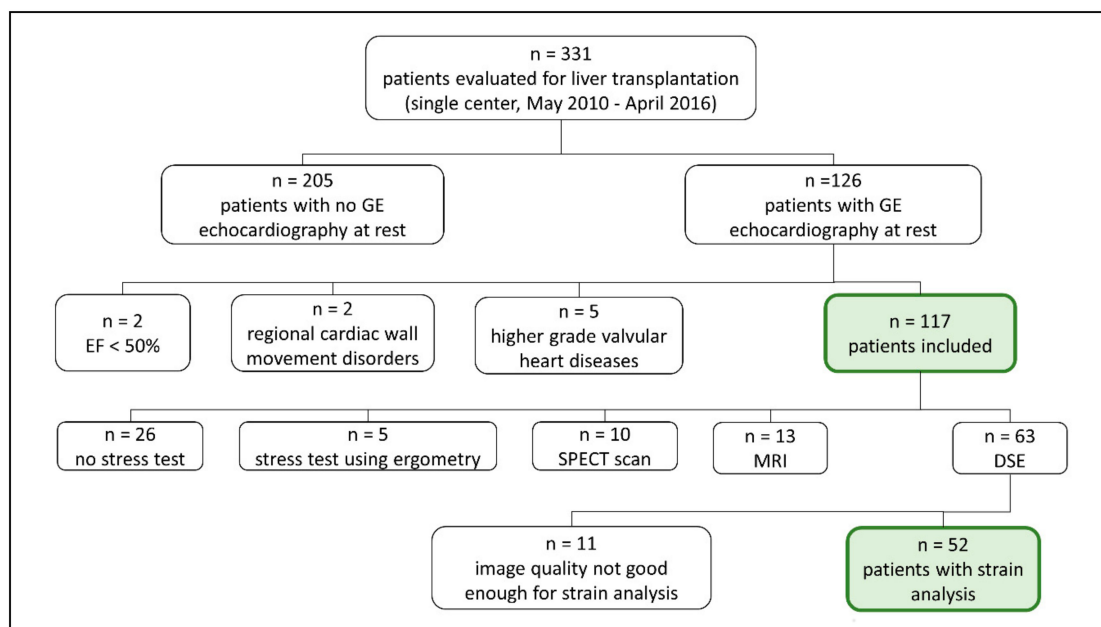 n = 331
patients evaluated for liver transplantation
(single center, May 2010 - April 2016)
n = 205
patients with no GE
echocardiography at rest
n =126
patients with GE
echocardiography at rest
n = 2
EF < 50%
n = 2
regional cardiac wall
movement disorders
n = 5
higher grade valvular
heart diseases
n = 117
patients included
n = 26
no stress test
n = 5
stress test using ergometry
n = 10
SPECT scan
n = 13
MRI
n = 63
DSE
n = 11
image quality not good
enough for strain analysis
n = 52
patients with strain
analysis